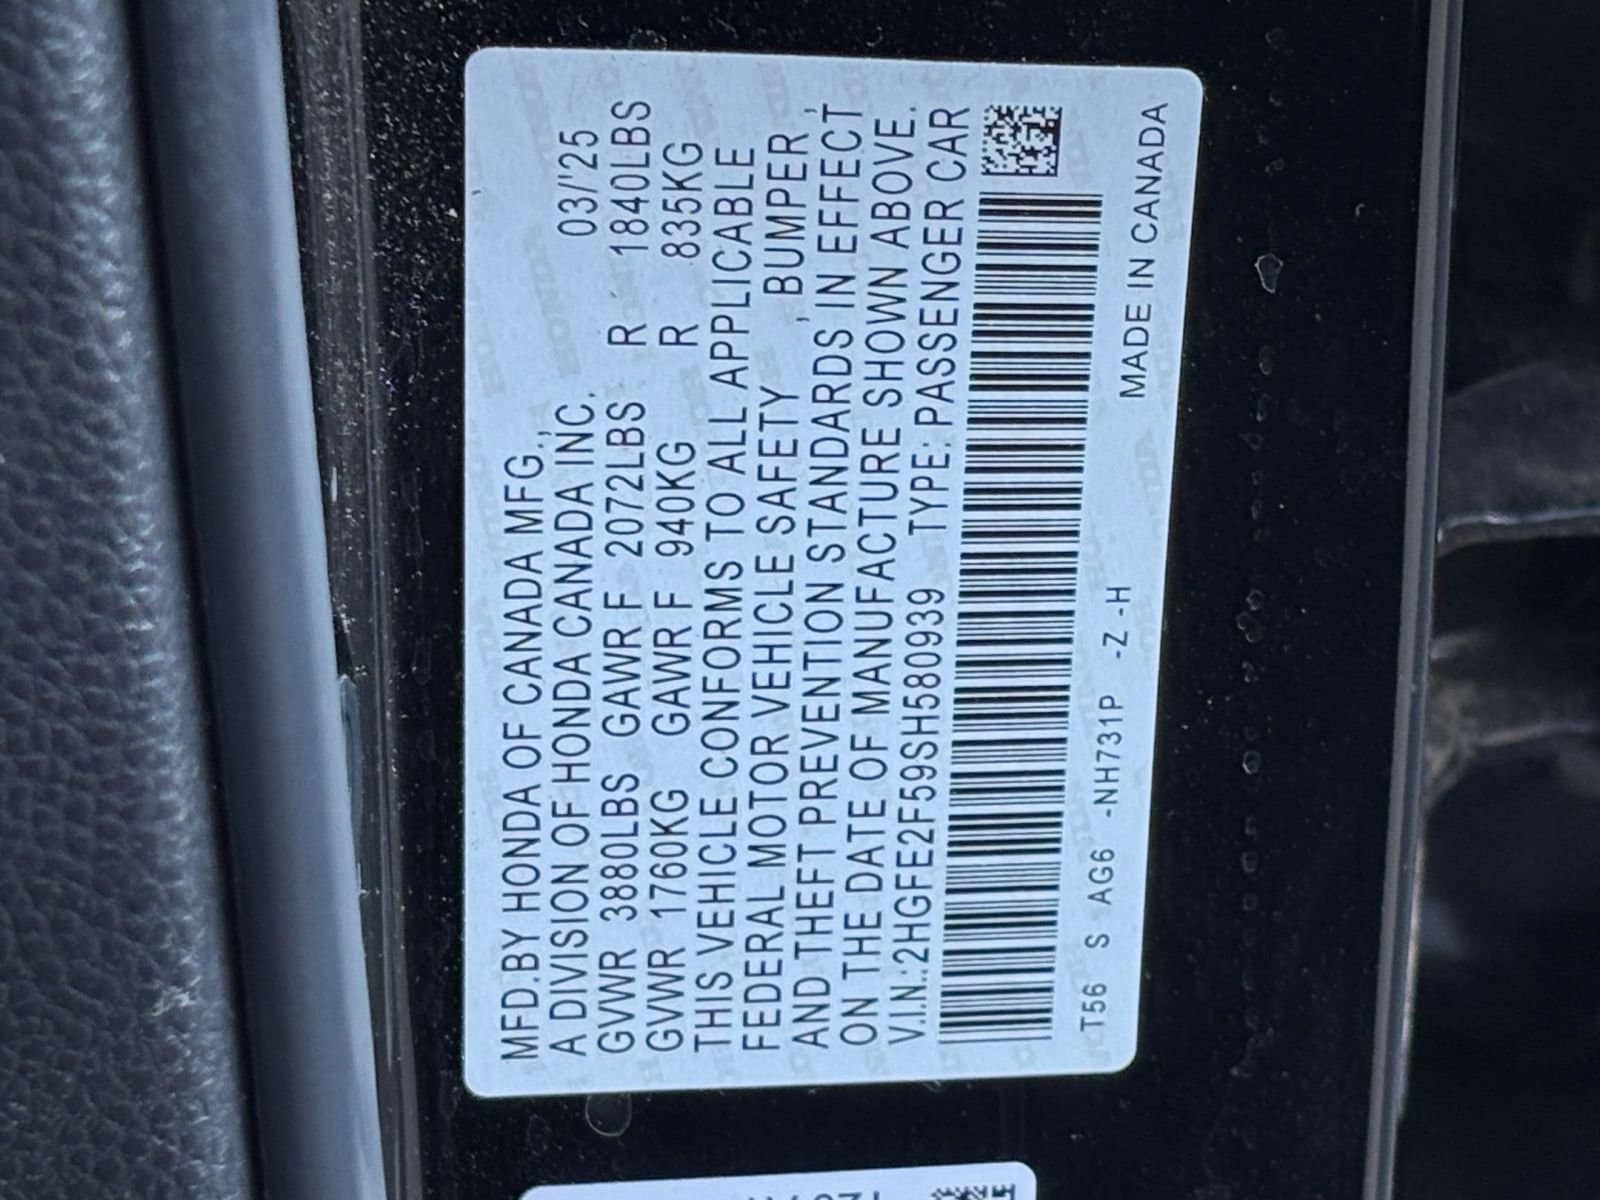 MFD.BY HONDA OF CANADA MFG.,
A DIVISION OF HONDA CANADA INC. 03/'25
GVWR 3880LBS GAWR F 2072LBS R 1840LBS
GVWR 1760KG GAWR F 940KG R 835KG
THIS VEHICLE CONFORMS TO ALL APPLICABLE
FEDERAL MOTOR VEHICLE SAFETY , BUMPER ,
AND THEFT PREVENTION STANDARDS IN EFFECT
ON THE DATE OF MANUFACTURE SHOWN ABOVE.
V.I.N.:2HGFE2F59SH580939 TYPE: PASSENGER CAR
T56 S AG6 -NH731P -Z -H MADE IN CANADA